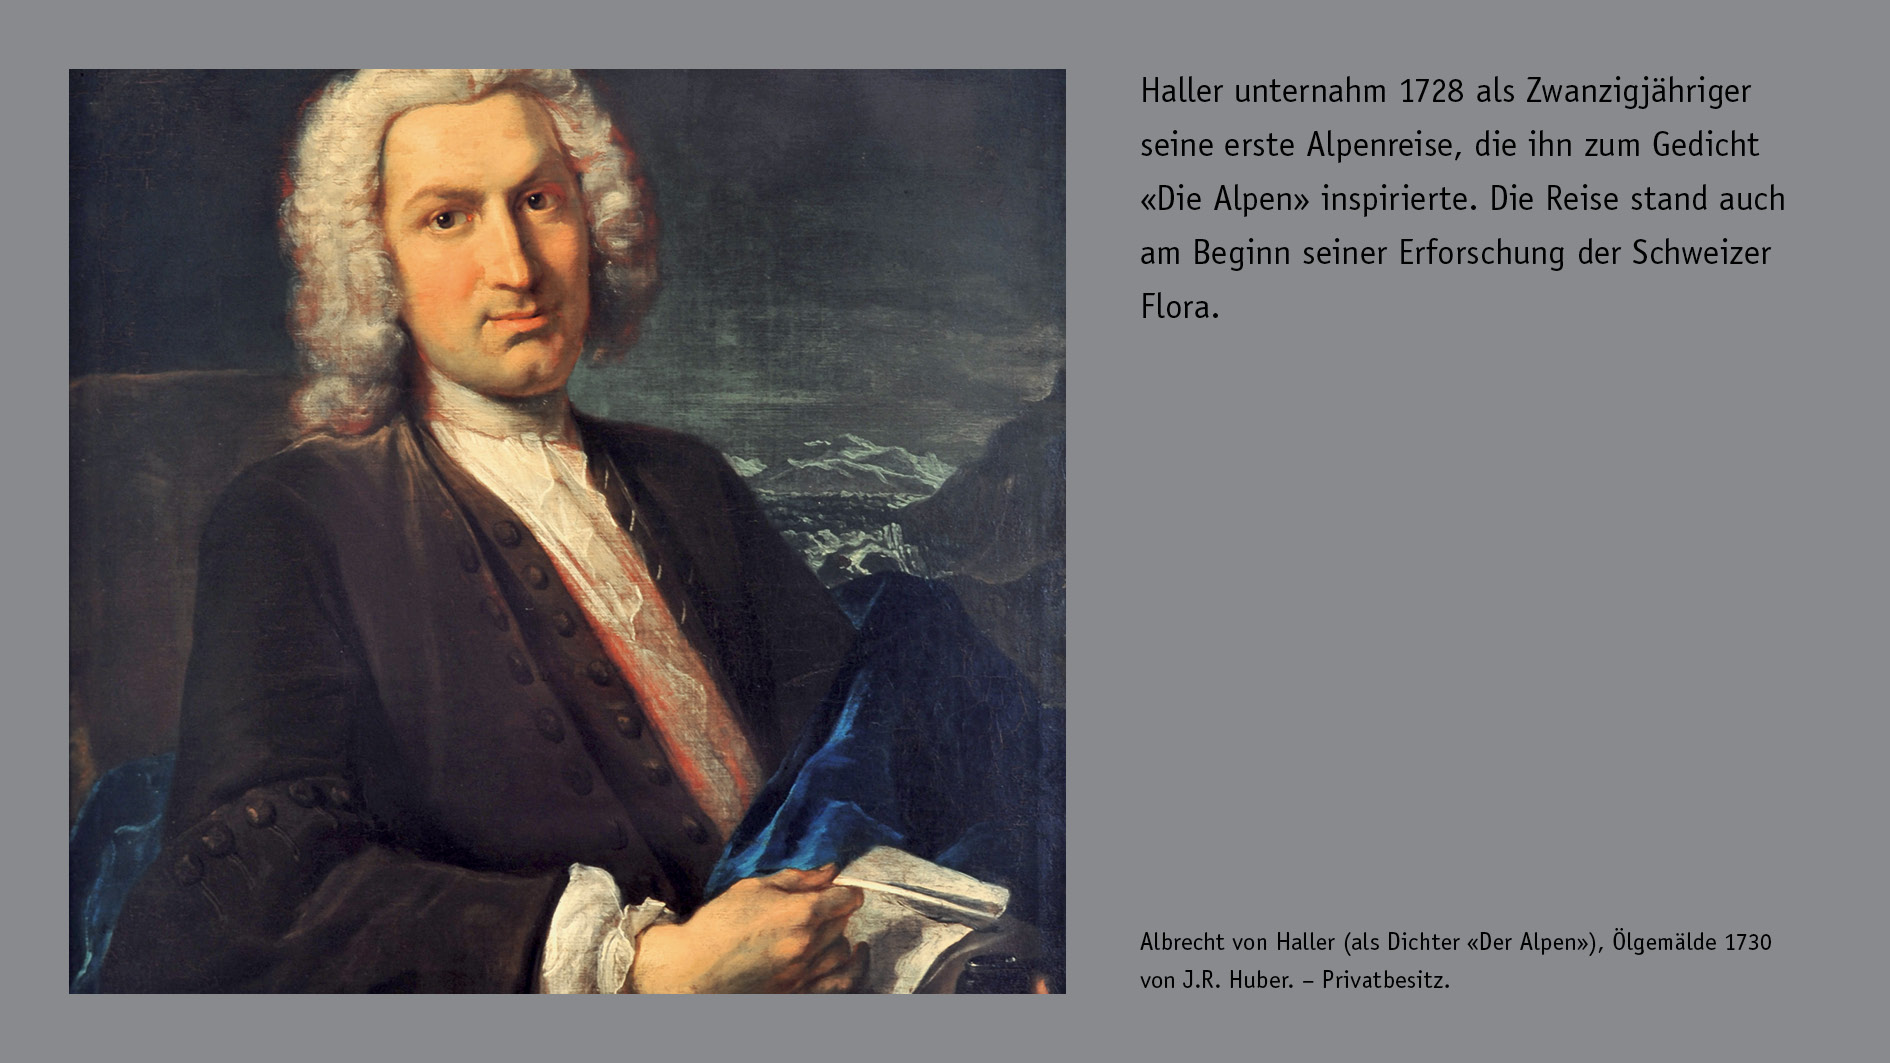 Haller unternahm 1728 als Zwanzigjähriger
seine erste Alpenreise, die ihn zum Gedicht
«Die Alpen» inspirierte. Die Reise stand auch
am Beginn seiner Erforschung der Schweizer
Flora.
Albrecht von Haller (als Dichter «Der Alpen»), Ölgemälde 1730
von J.R. Huber. – Privatbesitz.